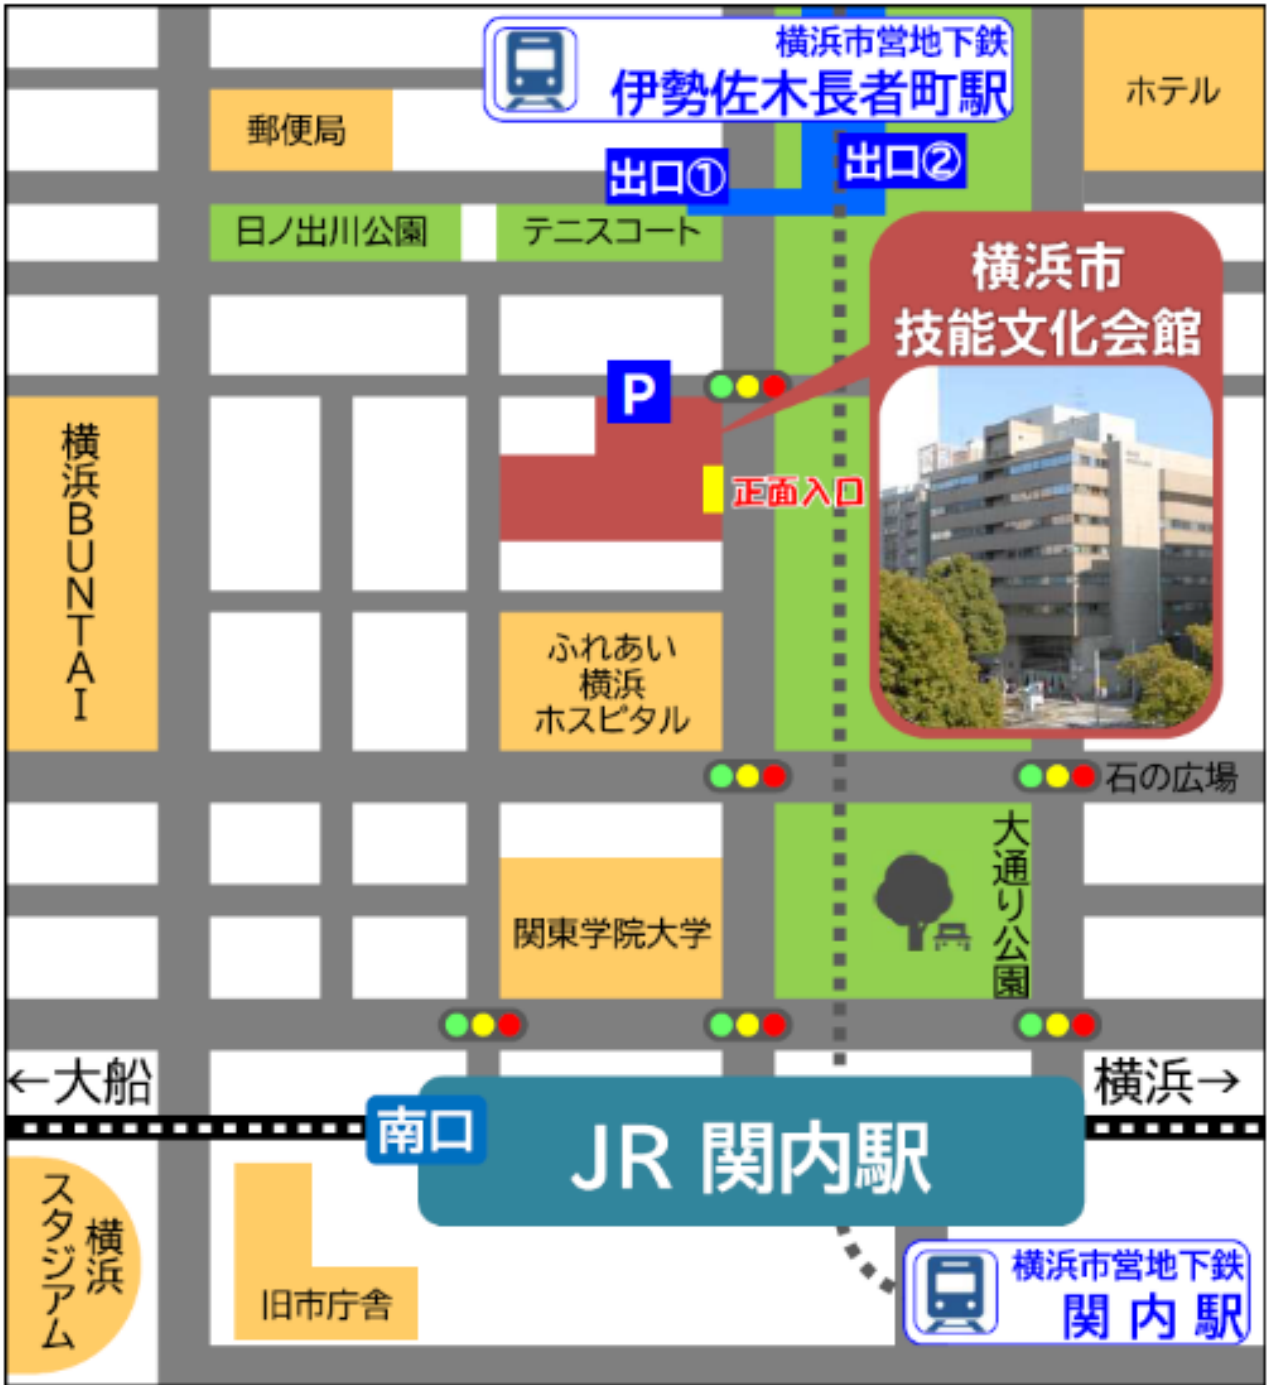 横浜市営地下鉄
伊勢佐木長者町駅
ホテル
郵便局
出口①
出口②
日ノ出川公園
テニスコート
横浜市
技能文化会館
P
正面入口
横浜BUNTAI
ふれあい
横浜
ホスピタル
石の広場
大通り公園
関東学院大学
←大船
横浜→
南口
JR 関内駅
横浜
スタジアム
旧市庁舎
横浜市営地下鉄
関内駅